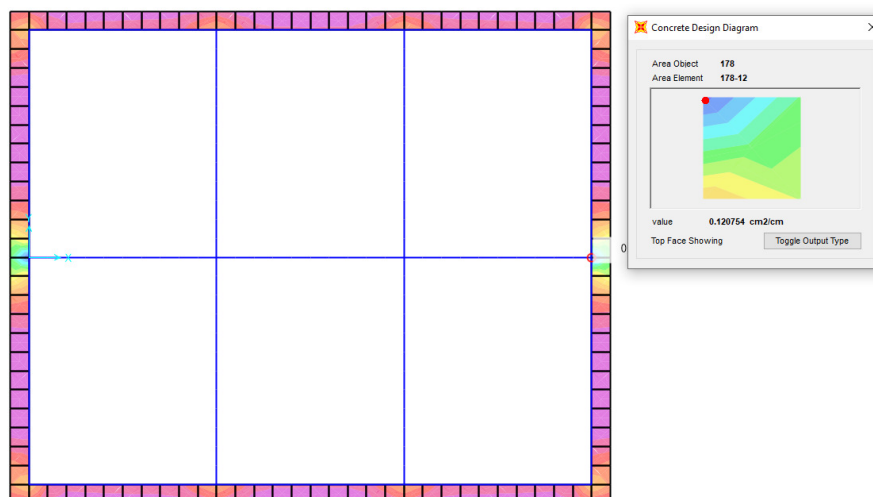 Concrete Design Diagram
Area Object 178
Area Element 178-12
value 0.120754 cm2/cm
Top Face Showing Toggle Output Type
X
0